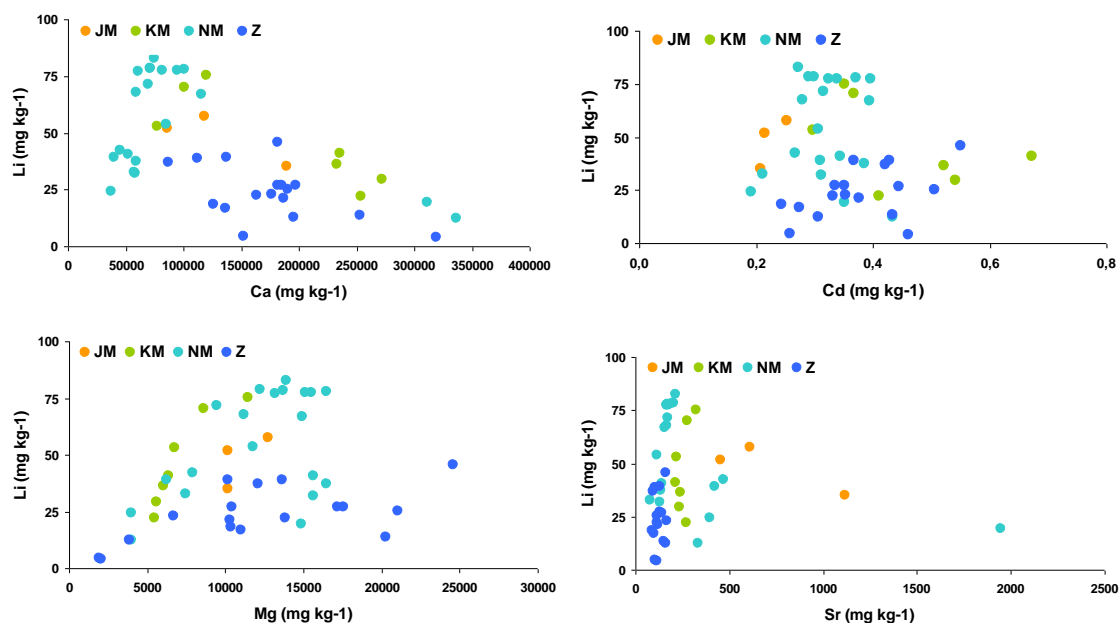 100
JM KM NM Z
75
50
25
0
Li (mg kg-1)
0 50000 100000 150000 200000 250000 300000 350000 400000
Ca (mg kg-1)
100
JM KM NM Z
75
50
25
0
Li (mg kg-1)
0,0 0,2 0,4 0,6 0,8
Cd (mg kg-1)
100
JM KM NM Z
75
50
25
0
Li (mg kg-1)
0 5000 10000 15000 20000 25000 30000
Mg (mg kg-1)
100
JM KM NM Z
75
50
25
0
Li (mg kg-1)
0 500 1000 1500 2000 2500
Sr (mg kg-1)